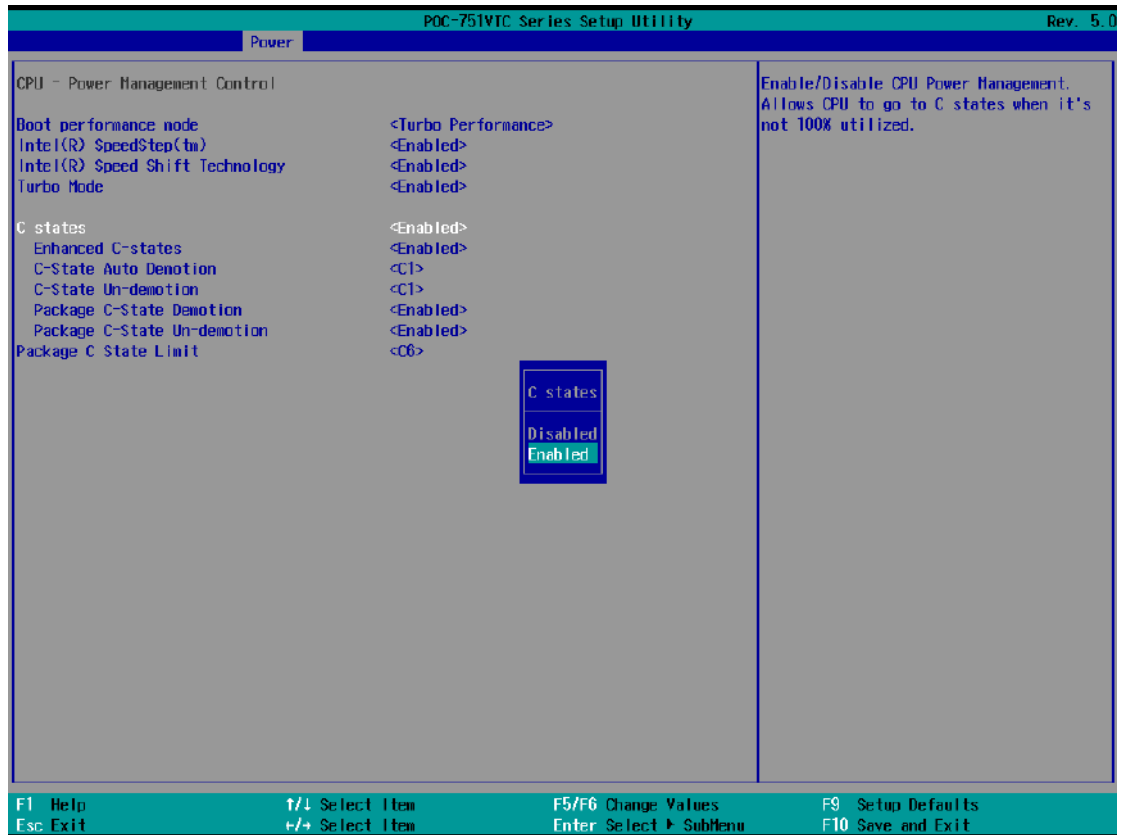 POC-751VTC Series Setup Utility Rev. 5.0
Power
CPU - Power Management Control
Boot performance mode <Turbo Performance>
Intel(R) SpeedStep(tm) <Enabled>
Intel(R) Speed Shift Technology <Enabled>
Turbo Mode <Enabled>
C states <Enabled>
Enhanced C-states <Enabled>
C-State Auto Demotion <C1>
C-State Un-demotion <C1>
Package C-State Demotion <Enabled>
Package C-State Un-demotion <Enabled>
Package C State Limit <C6>
Enable/Disable CPU Power Management.
Allows CPU to go to C states when it's
not 100% utilized.
C states
Disabled
Enabled
F1 Help ↑/↓ Select Item F5/F6 Change Values F9 Setup Defaults
Esc Exit ←/→ Select Item Enter Select ▶ SubMenu F10 Save and Exit